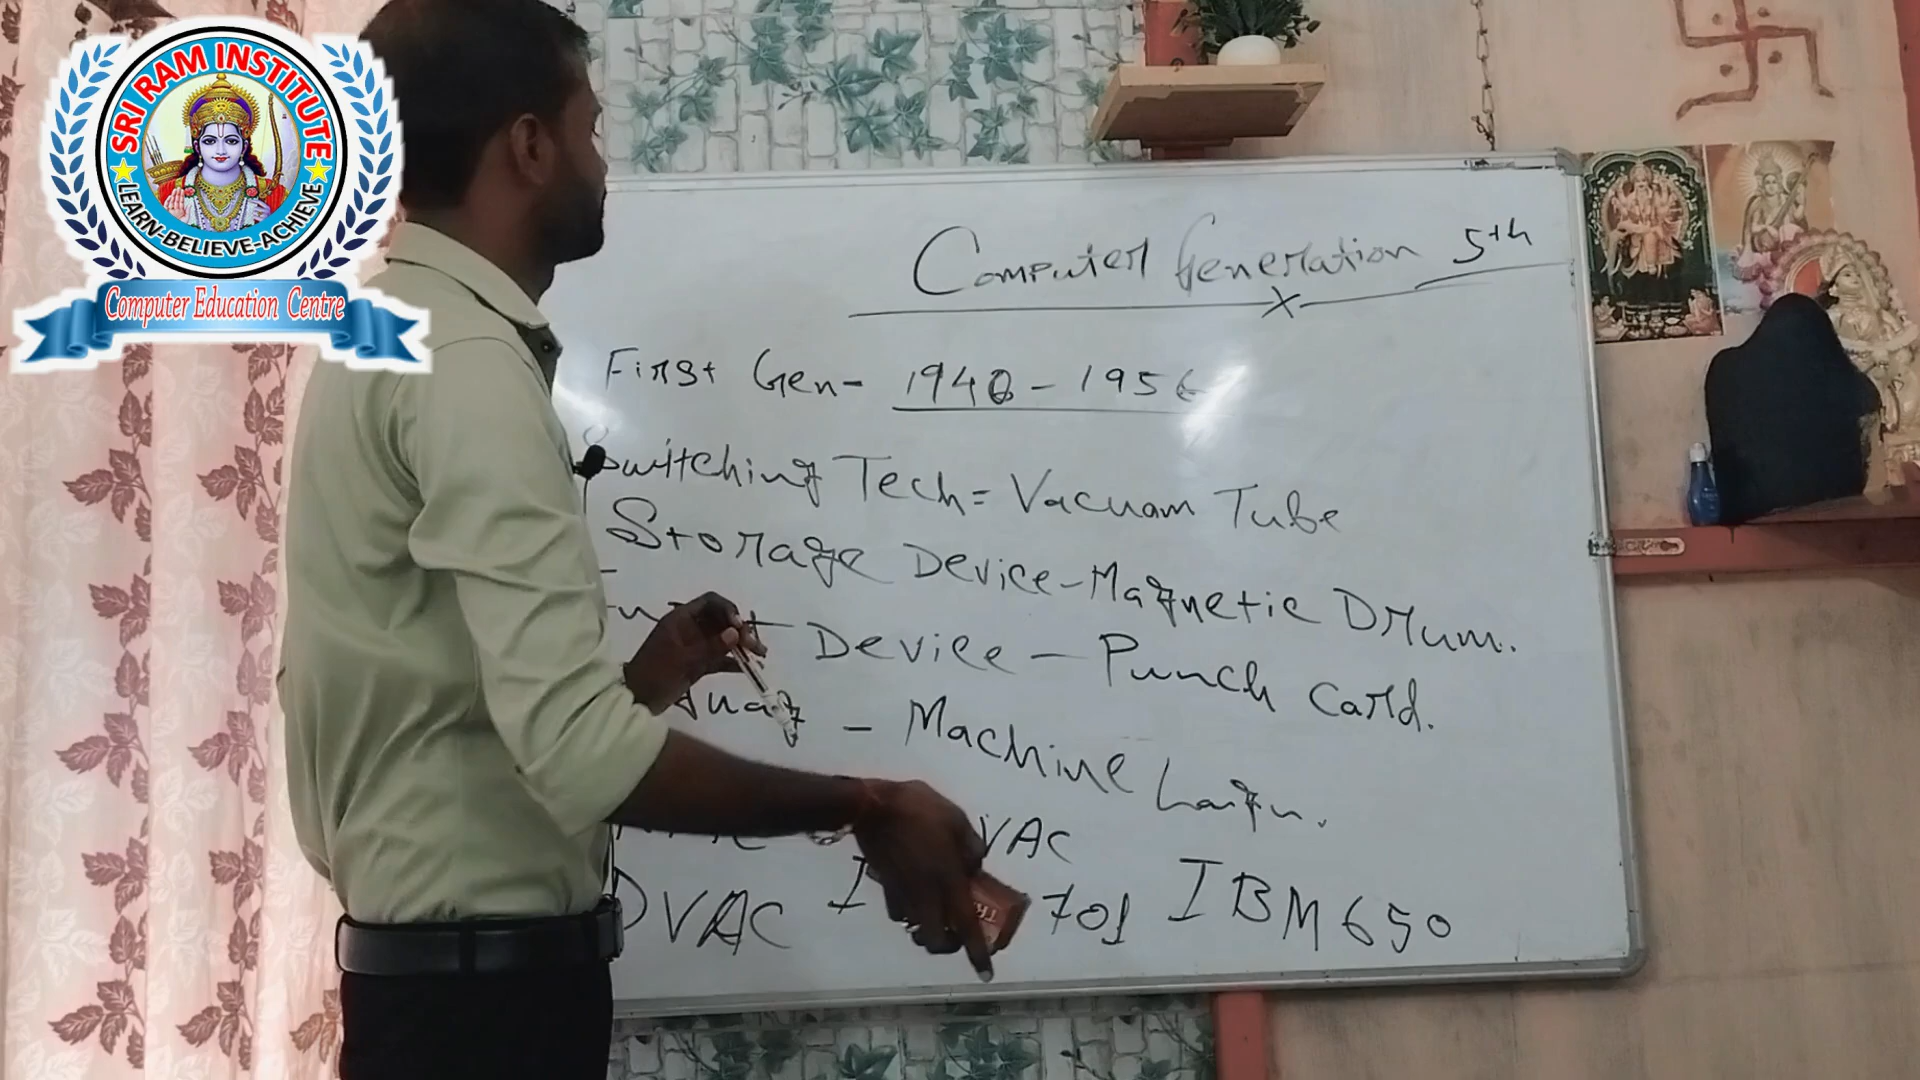 SRI RAM INSTITUTE
LEARN-BELIEVE-ACHIEVE
Computer Education Centre
Computer Generation 5th
First Gen- 1940 - 1956
Switching Tech= Vacuam Tube
Storage Device-Magnetic Drum.
Device - Punch Card.
- Machine
VAC
DVAC I 701 IBM 650